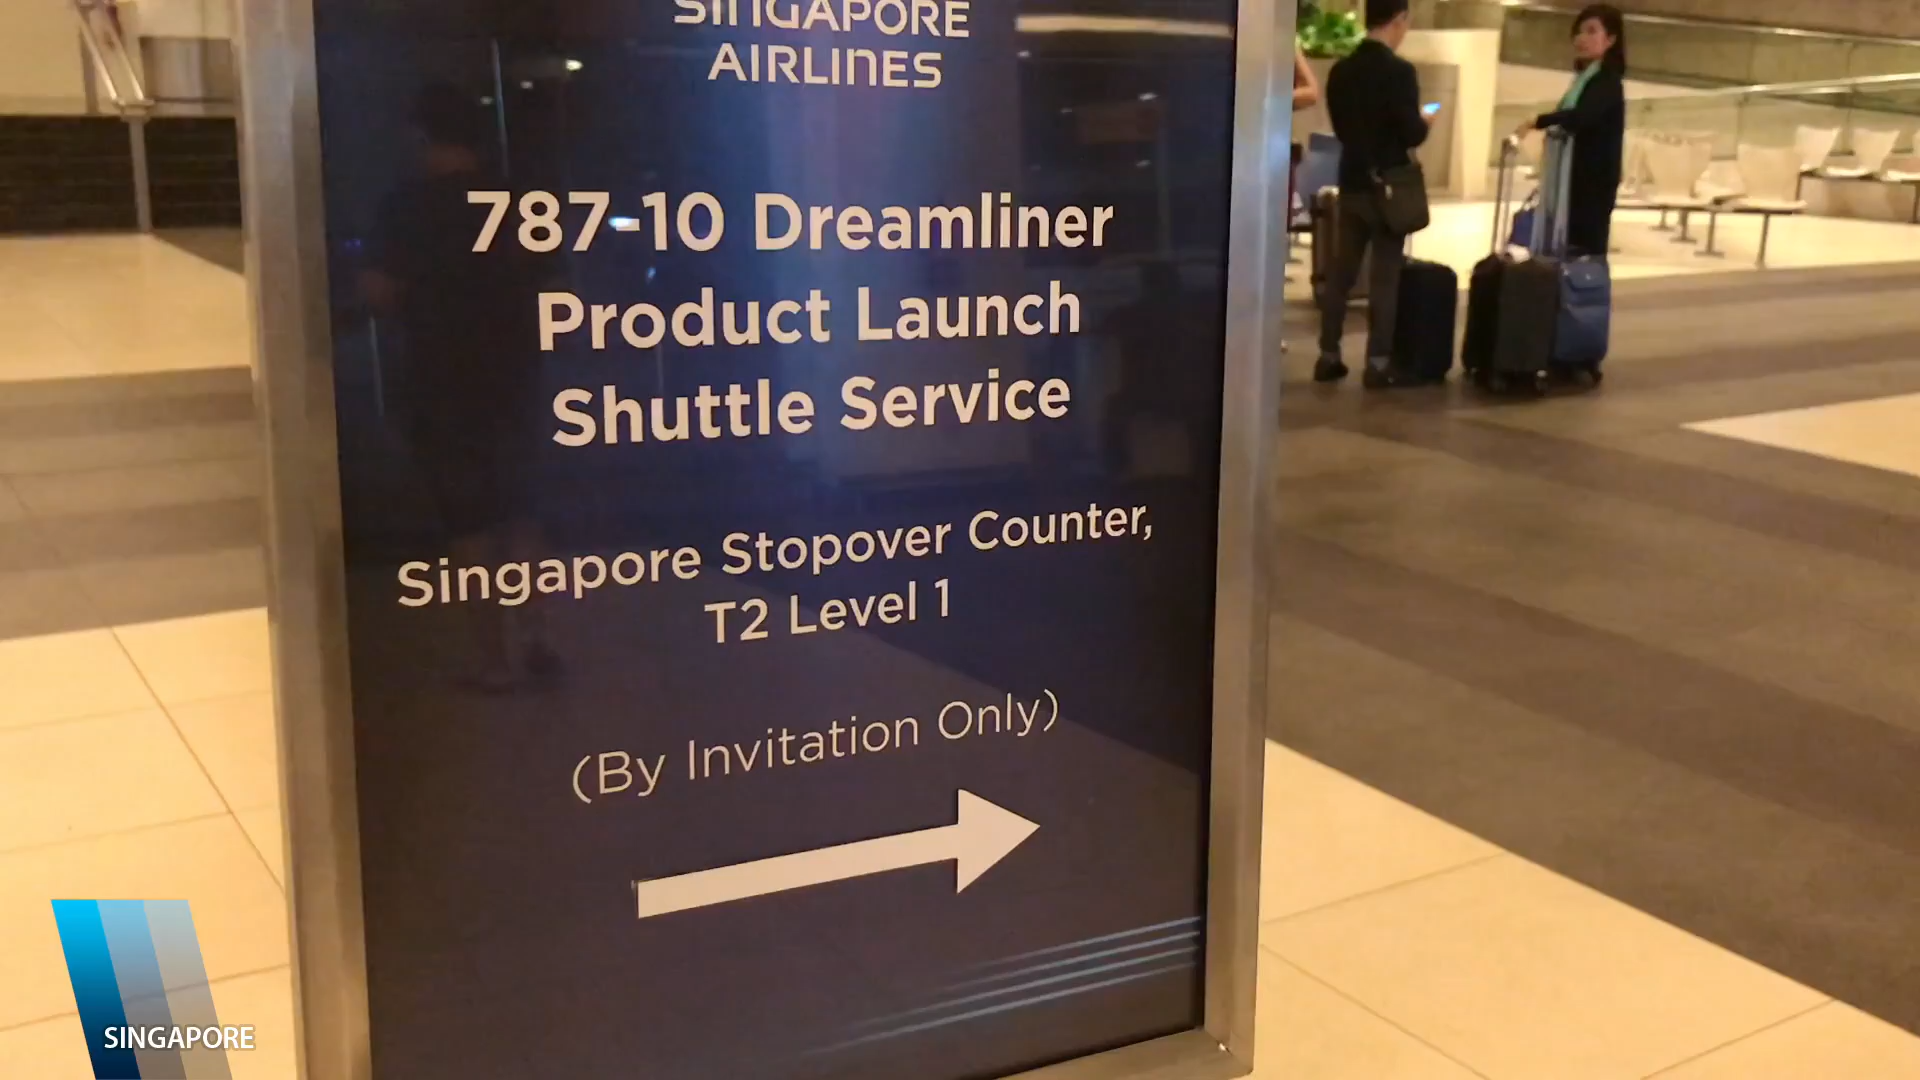 SINGAPORE
AIRLINES
787-10 Dreamliner
Product Launch
Shuttle Service
Singapore Stopover Counter,
T2 Level 1
(By Invitation Only)
SINGAPORE